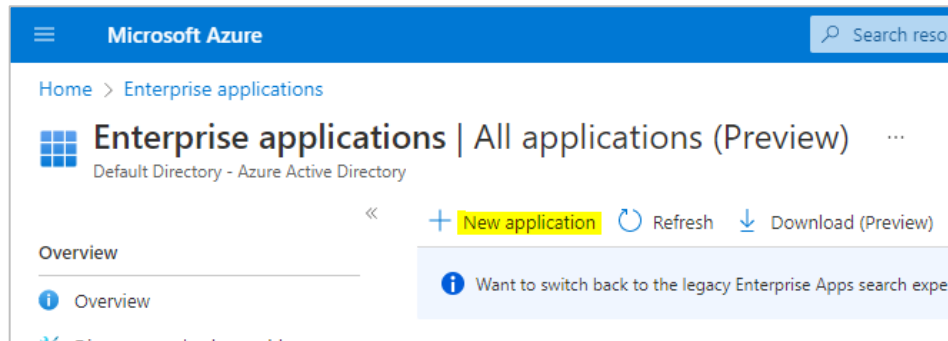 Microsoft Azure
Search reso
Home > Enterprise applications
Enterprise applications | All applications (Preview) ...
Default Directory - Azure Active Directory
«
+ New application Refresh Download (Preview)
Overview
Want to switch back to the legacy Enterprise Apps search expe
Overview